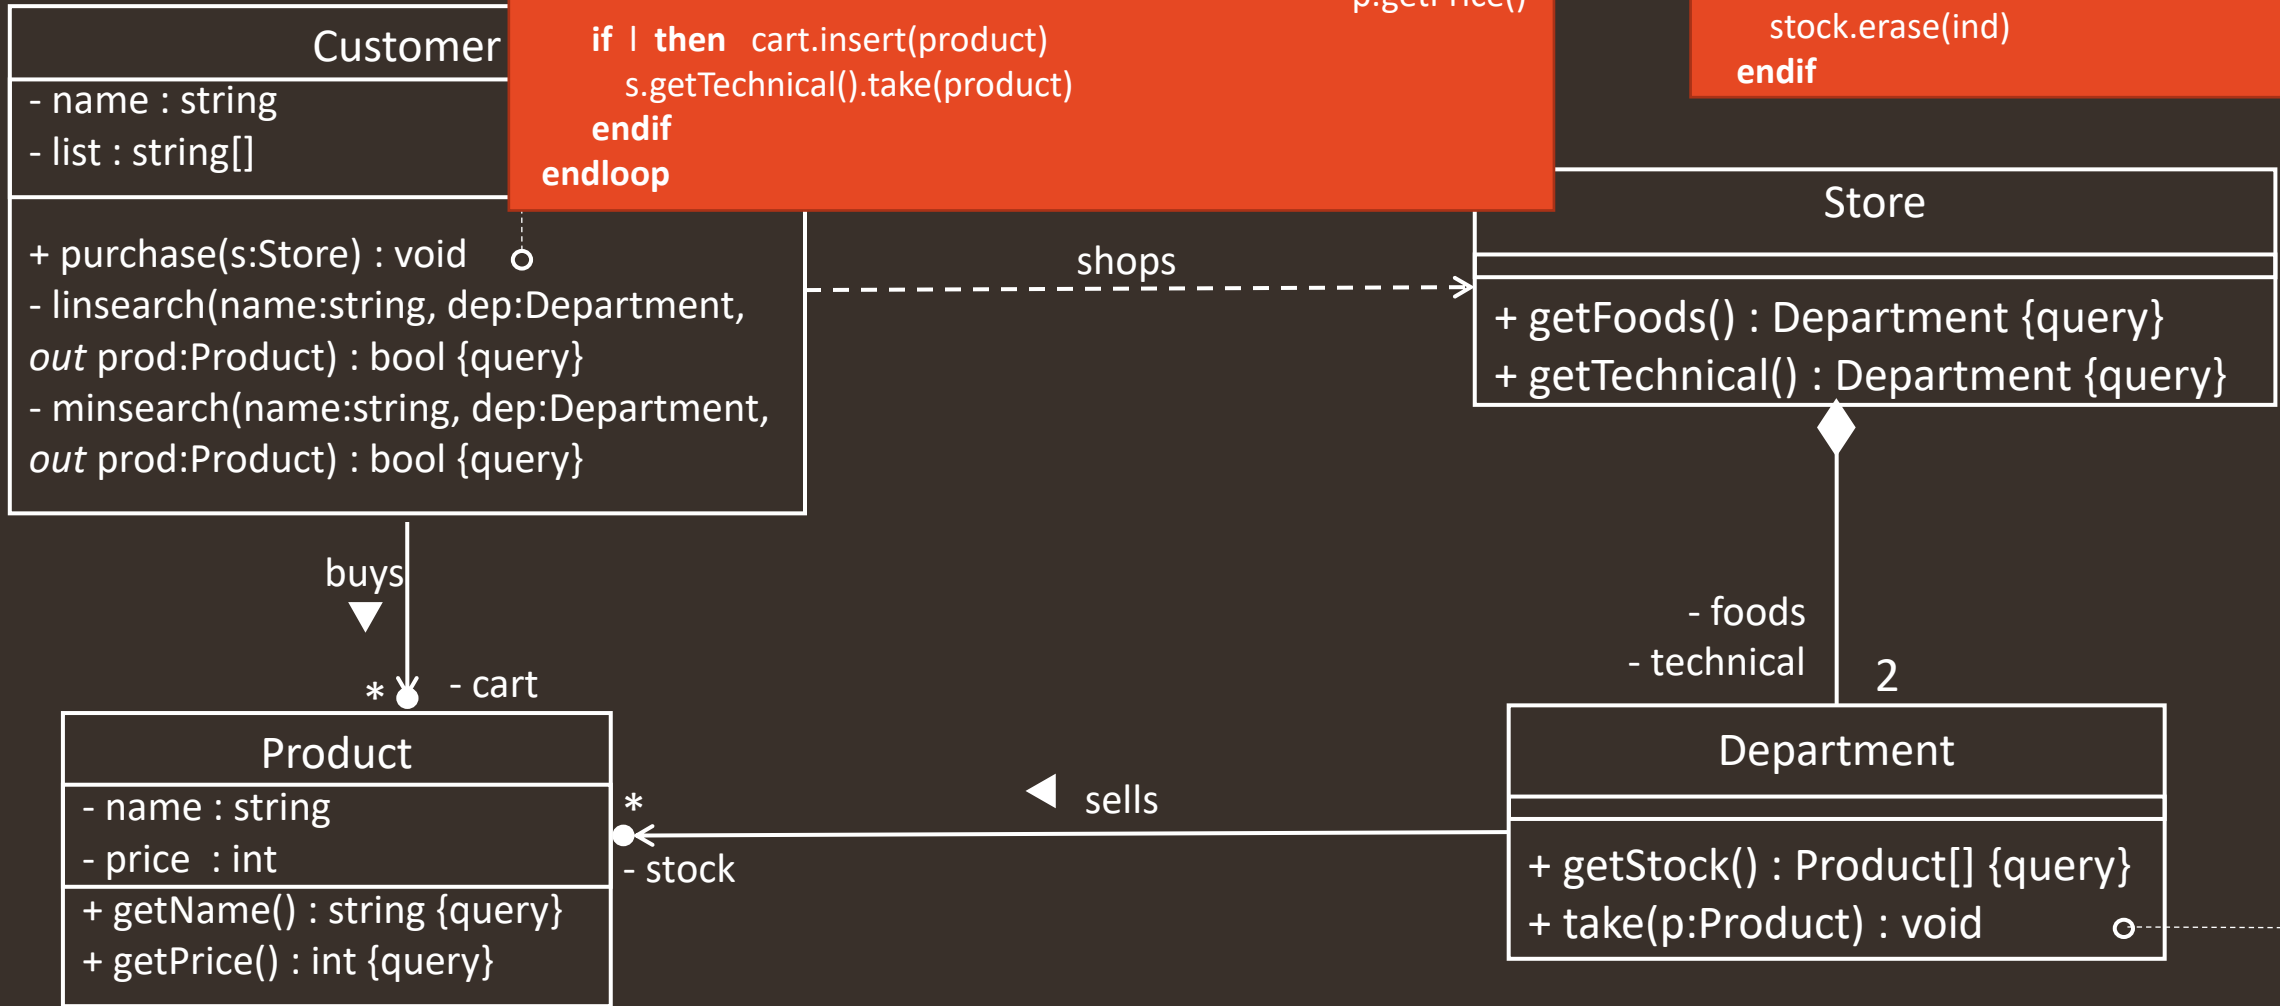 p.getPrice()
if l then cart.insert(product)
s.getTechnical().take(product)
endif
endloop
stock.erase(ind)
endif
Customer
- name : string
- list : string[]
+ purchase(s:Store) : void
- linsearch(name:string, dep:Department,
out prod:Product) : bool {query}
- minsearch(name:string, dep:Department,
out prod:Product) : bool {query}
shops
Store
+ getFoods() : Department {query}
+ getTechnical() : Department {query}
buys
* - cart
- foods
- technical
2
Product
- name : string
- price : int
+ getName() : string {query}
+ getPrice() : int {query}
*
- stock
sells
Department
+ getStock() : Product[] {query}
+ take(p:Product) : void